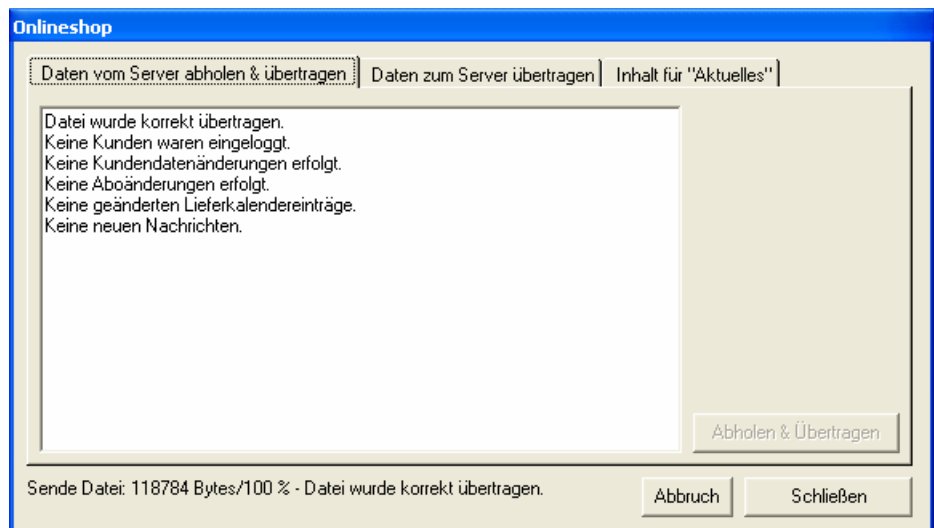 Onlineshop
Daten vom Server abholen & übertragen
Daten zum Server übertragen
Inhalt für "Aktuelles"
Datei wurde korrekt übertragen.
Keine Kunden waren eingeloggt.
Keine Kundendatenänderungen erfolgt.
Keine Aboänderungen erfolgt.
Keine geänderten Lieferkalendereinträge.
Keine neuen Nachrichten.
Abholen & Übertragen
Sende Datei: 118784 Bytes/100 % - Datei wurde korrekt übertragen.
Abbruch
Schließen